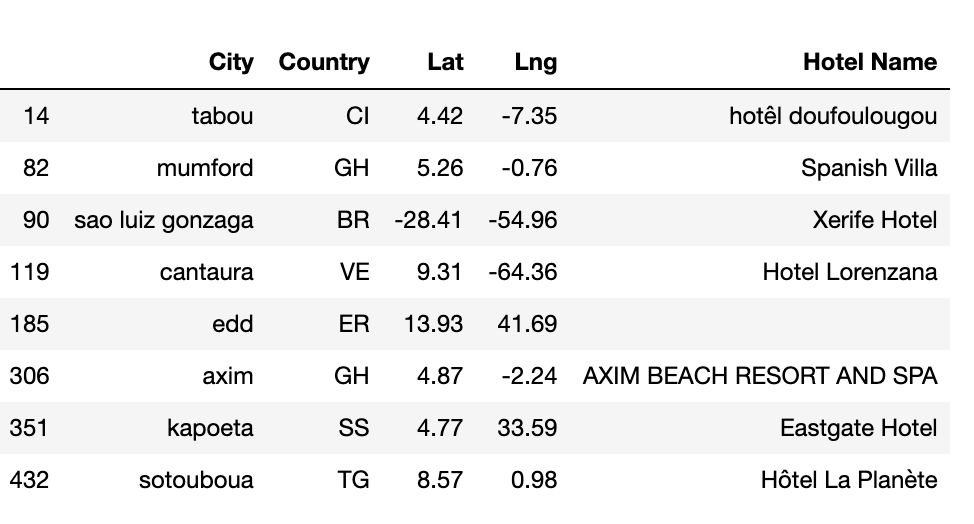 City Country Lat Lng Hotel Name
14 tabou CI 4.42 -7.35 hotêl doufoulougou
82 mumford GH 5.26 -0.76 Spanish Villa
90 sao luiz gonzaga BR -28.41 -54.96 Xerife Hotel
119 cantaura VE 9.31 -64.36 Hotel Lorenzana
185 edd ER 13.93 41.69
306 axim GH 4.87 -2.24 AXIM BEACH RESORT AND SPA
351 kapoeta SS 4.77 33.59 Eastgate Hotel
432 sotouboua TG 8.57 0.98 Hôtel La Planète